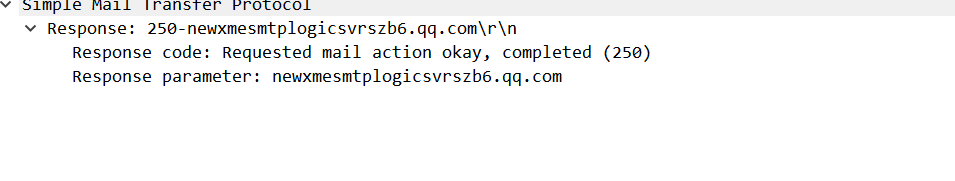 Simple Mail Transfer Protocol
Response: 250-newxmesmtplogicsvrszb6.qq.com\r\n
Response code: Requested mail action okay, completed (250)
Response parameter: newxmesmtplogicsvrszb6.qq.com